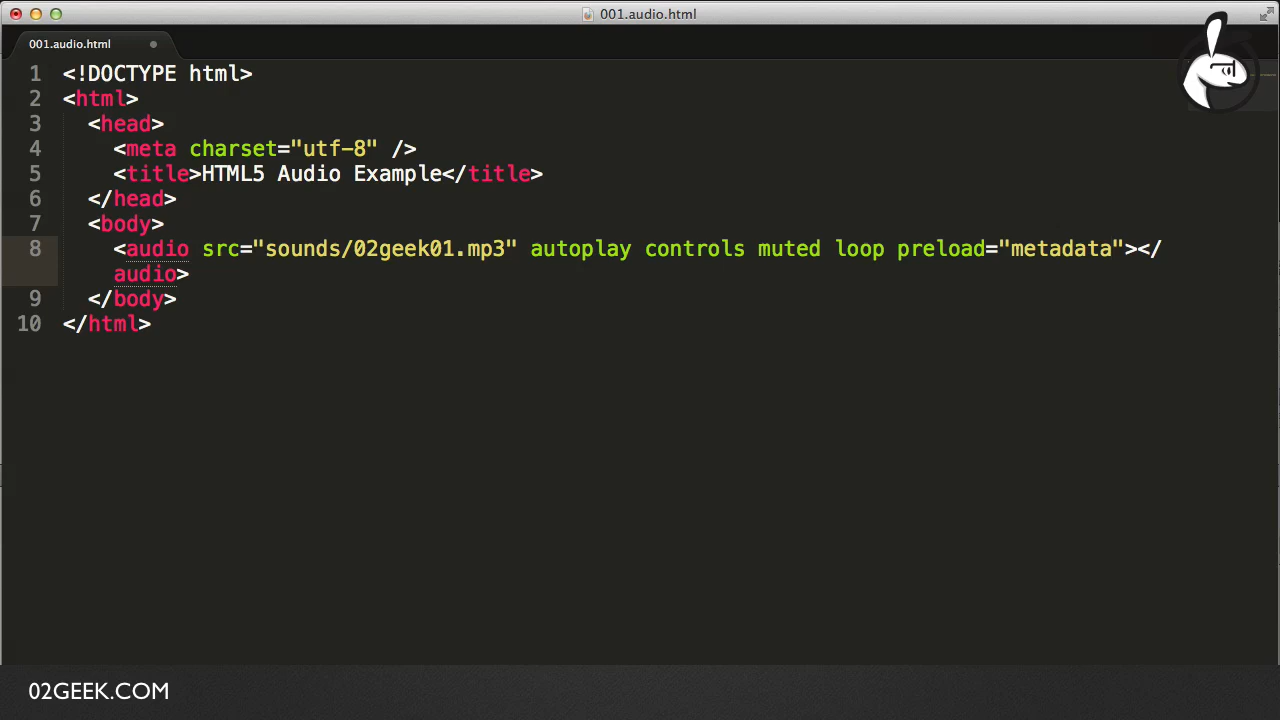 001.audio.html
001.audio.html
1 <!DOCTYPE html>
2 <html>
3 <head>
4 <meta charset="utf-8" />
5 <title>HTML5 Audio Example</title>
6 </head>
7 <body>
8 <audio src="sounds/02geek01.mp3" autoplay controls muted loop preload="metadata"></
audio>
9 </body>
10 </html>
02GEEK.COM